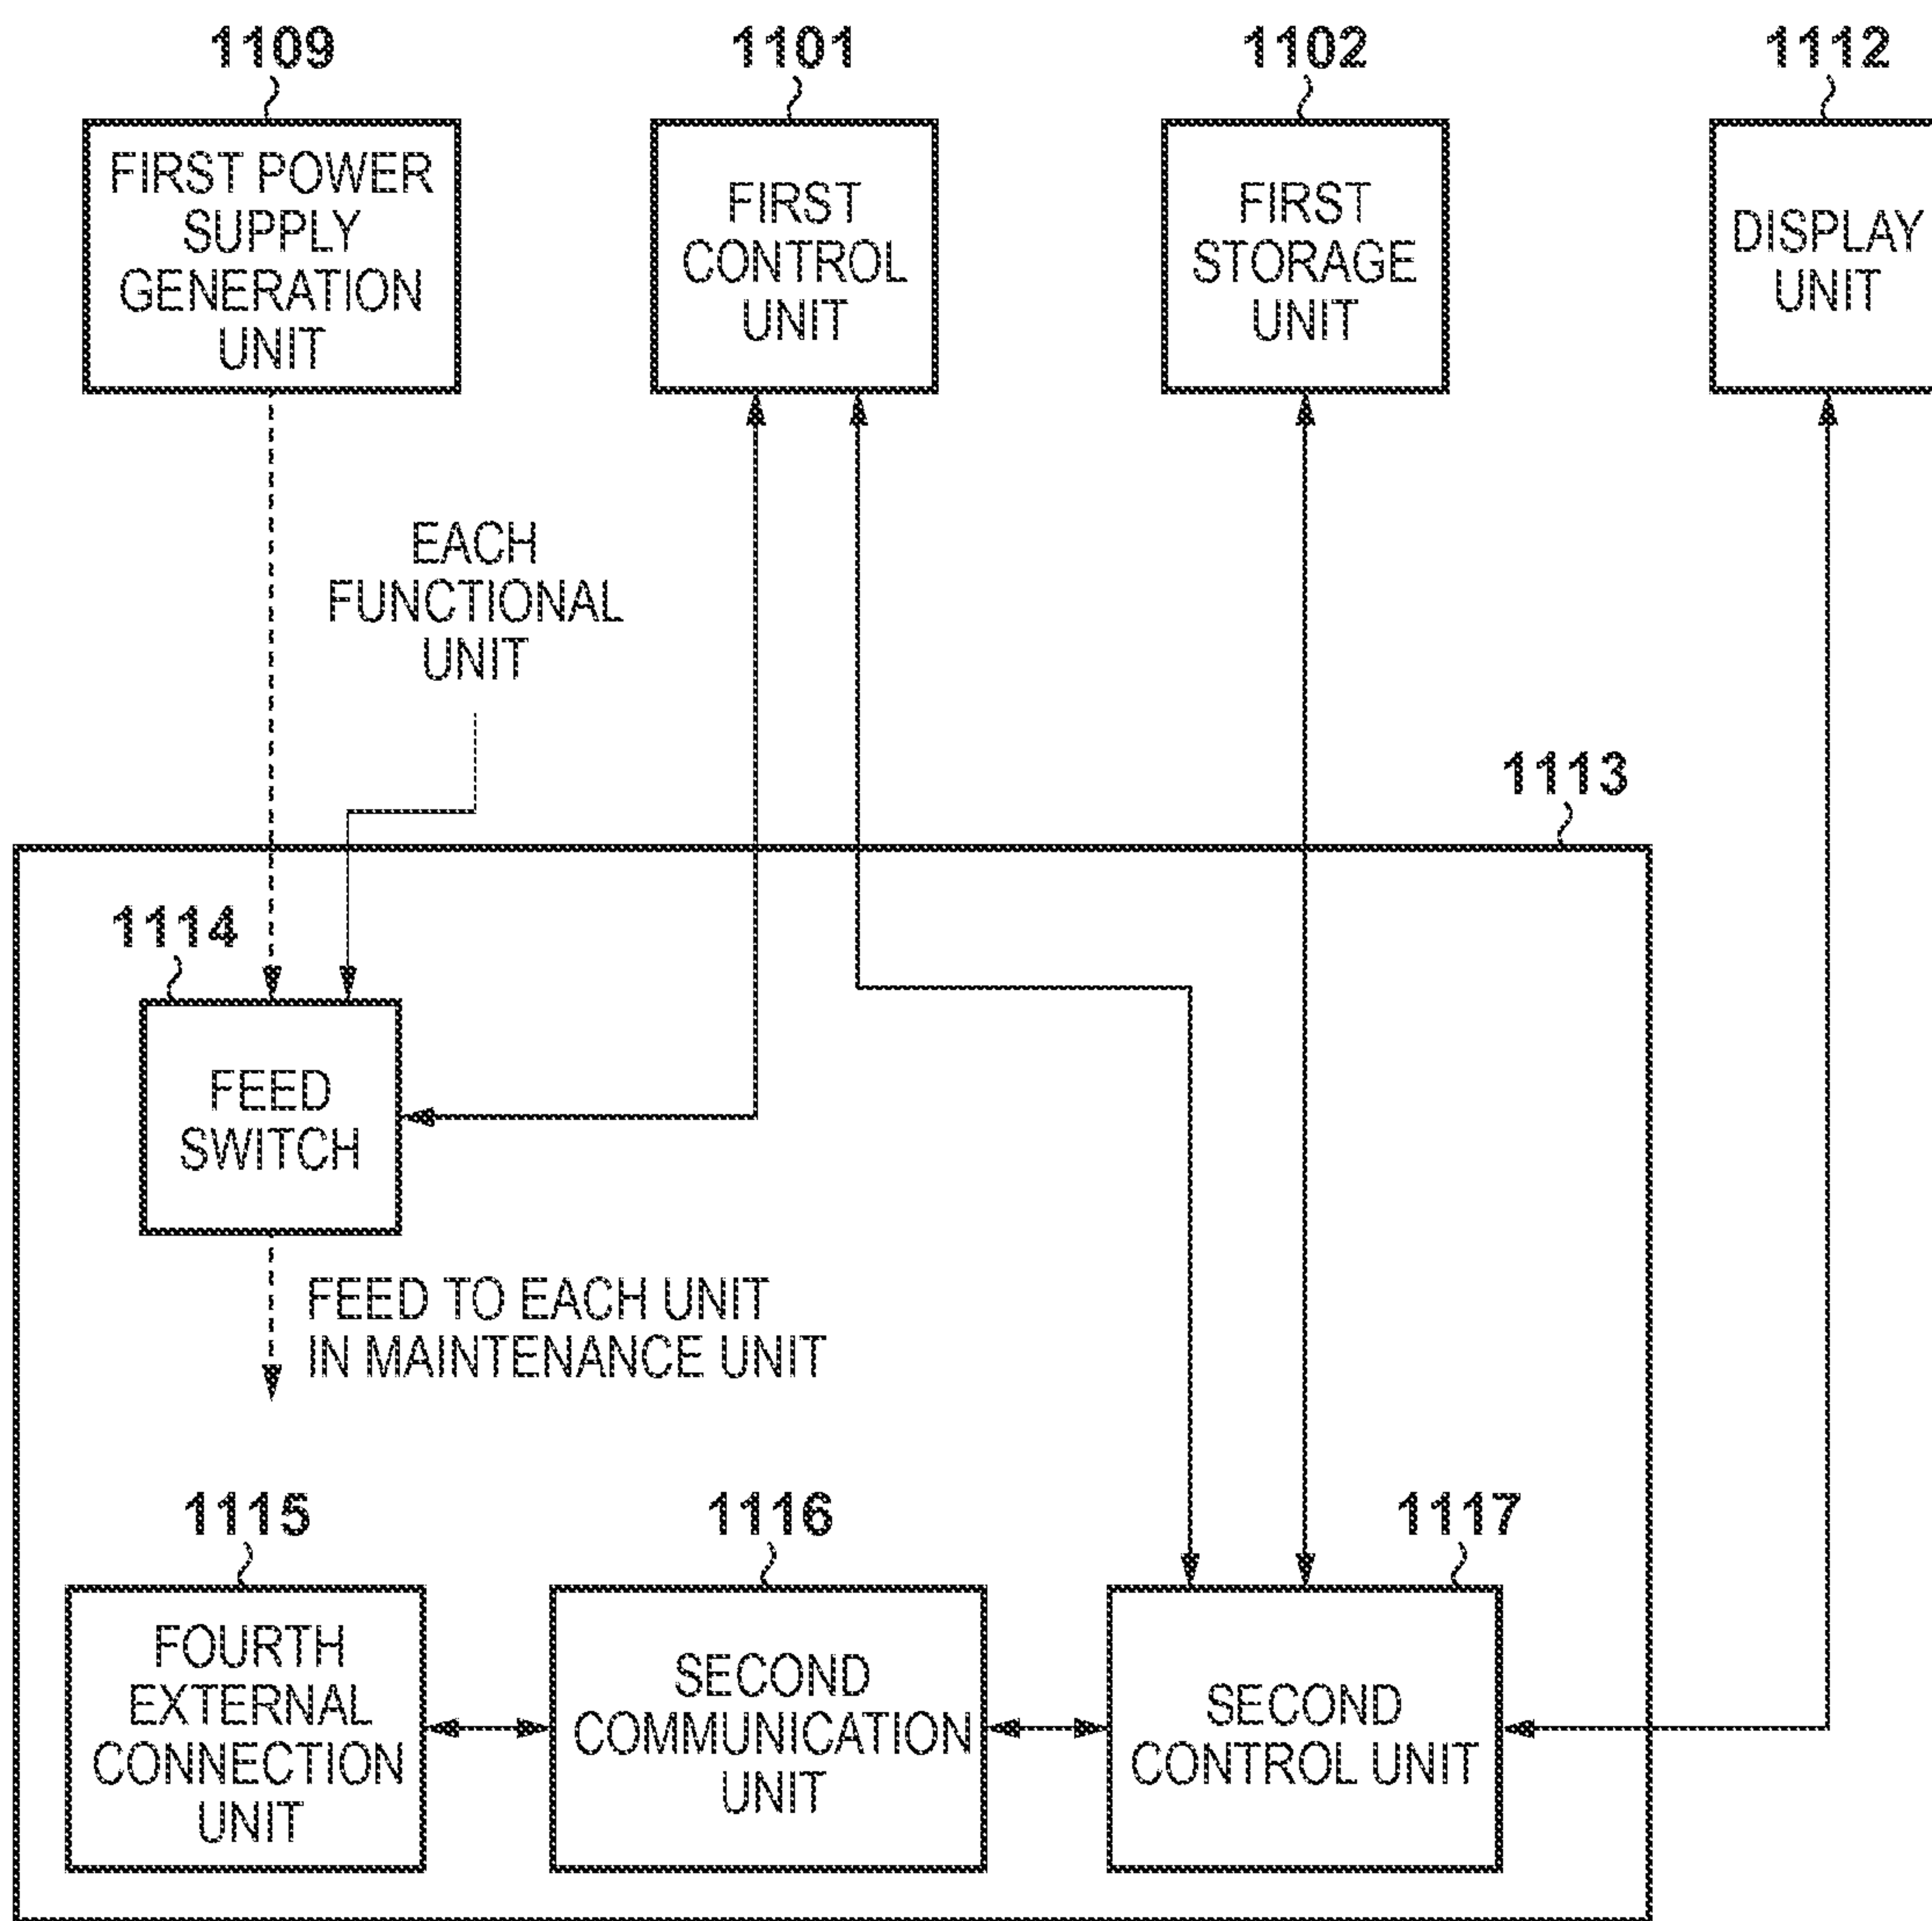 1109
1101
1102
1112
FIRST POWER
SUPPLY
GENERATION
UNIT
FIRST
CONTROL
UNIT
FIRST
STORAGE
UNIT
DISPLAY
UNIT
EACH
FUNCTIONAL
UNIT
1113
1114
FEED
SWITCH
FEED TO EACH UNIT
IN MAINTENANCE UNIT
1115
1116
1117
FOURTH
EXTERNAL
CONNECTION
UNIT
SECOND
COMMUNICATION
UNIT
SECOND
CONTROL UNIT